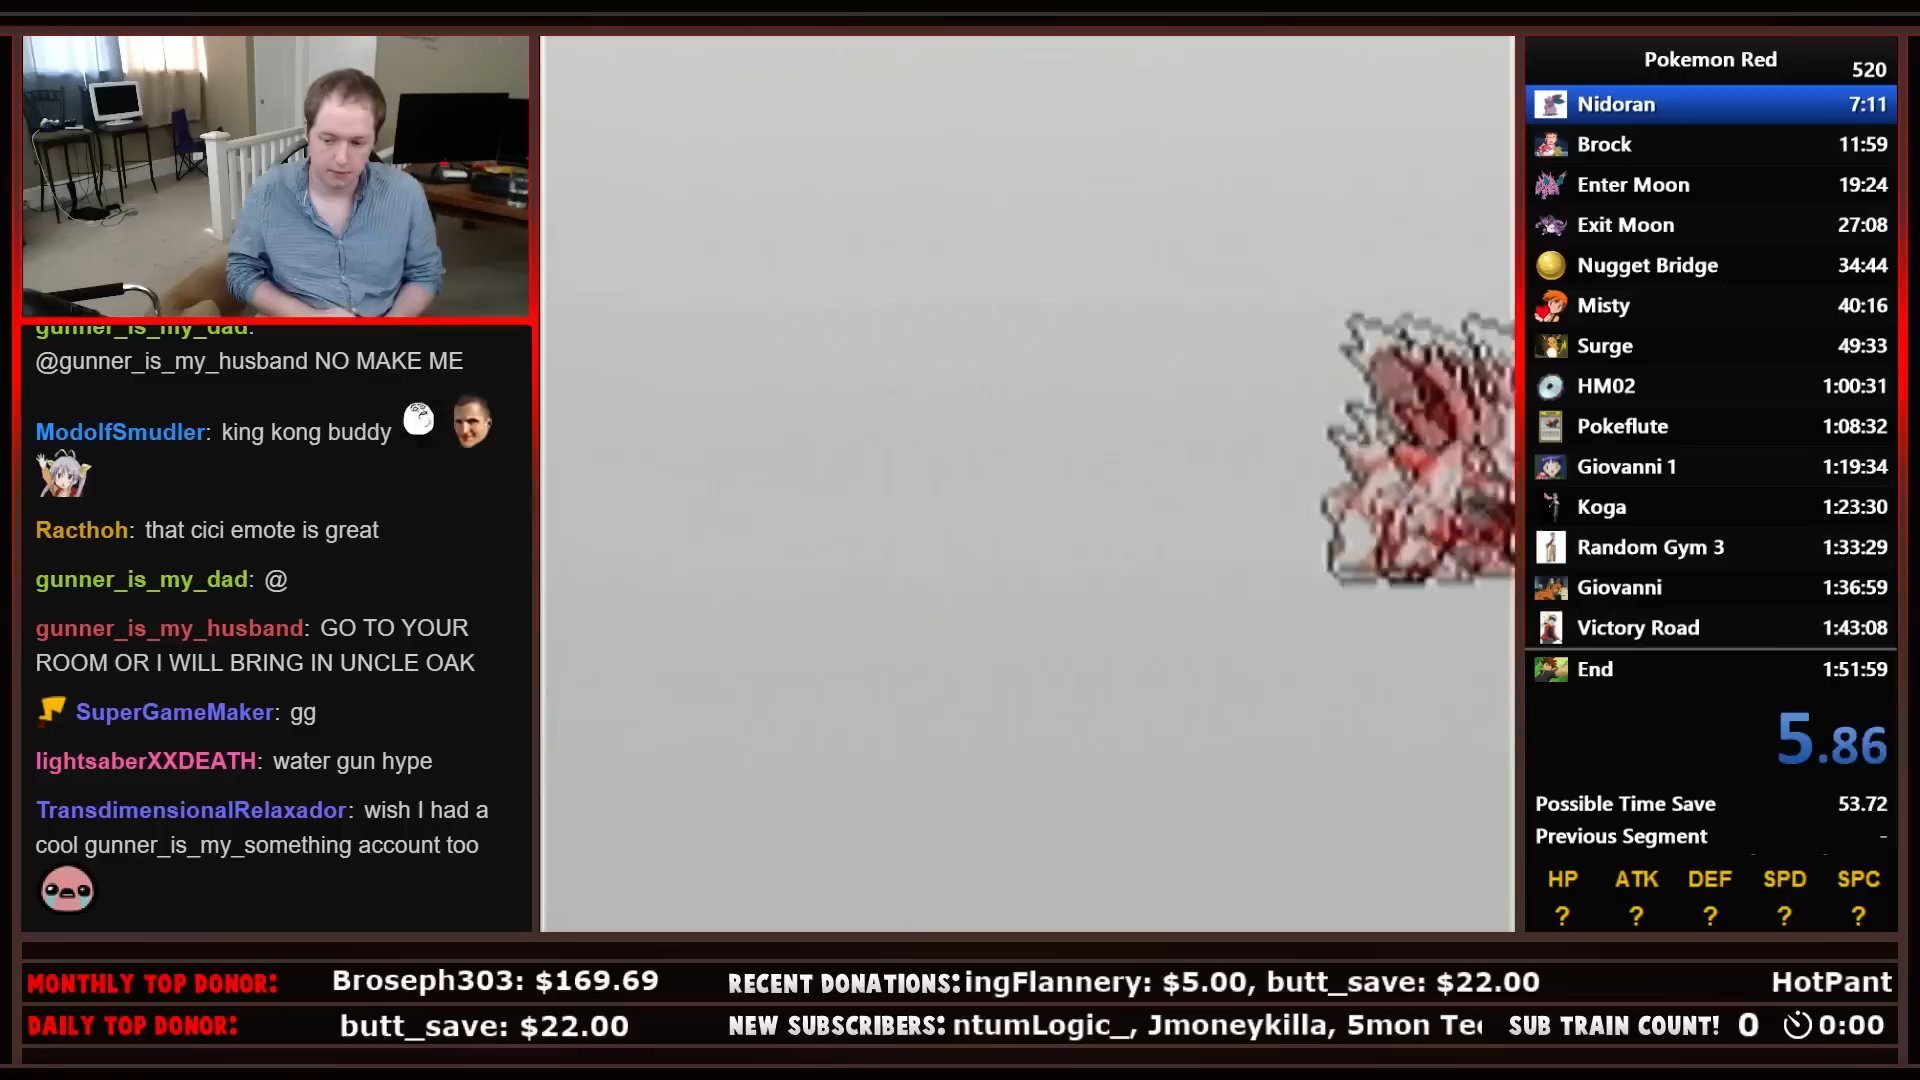 gunner_is_my_dad:
@gunner_is_my_husband NO MAKE ME
ModolfSmudler: king kong buddy
Racthoh: that cici emote is great
gunner_is_my_dad: @
gunner_is_my_husband: GO TO YOUR
ROOM OR I WILL BRING IN UNCLE OAK
SuperGameMaker: gg
lightsaberXXDEATH: water gun hype
TransdimensionalRelaxador: wish I had a
cool gunner_is_my_something account too
Pokemon Red
520
Nidoran 7:11
Brock 11:59
Enter Moon 19:24
Exit Moon 27:08
Nugget Bridge 34:44
Misty 40:16
Surge 49:33
HM02 1:00:31
Pokeflute 1:08:32
Giovanni 1 1:19:34
Koga 1:23:30
Random Gym 3 1:33:29
Giovanni 1:36:59
Victory Road 1:43:08
End 1:51:59
5.86
Possible Time Save 53.72
Previous Segment -
HP ATK DEF SPD SPC
? ? ? ? ?
MONTHLY TOP DONOR: Broseph303: $169.69 RECENT DONATIONS: ingFlannery: $5.00, butt_save: $22.00 HotPant
DAILY TOP DONOR: butt_save: $22.00 NEW SUBSCRIBERS: ntumLogic_, Jmoneykilla, 5mon Tee SUB TRAIN COUNT! 0 0:00